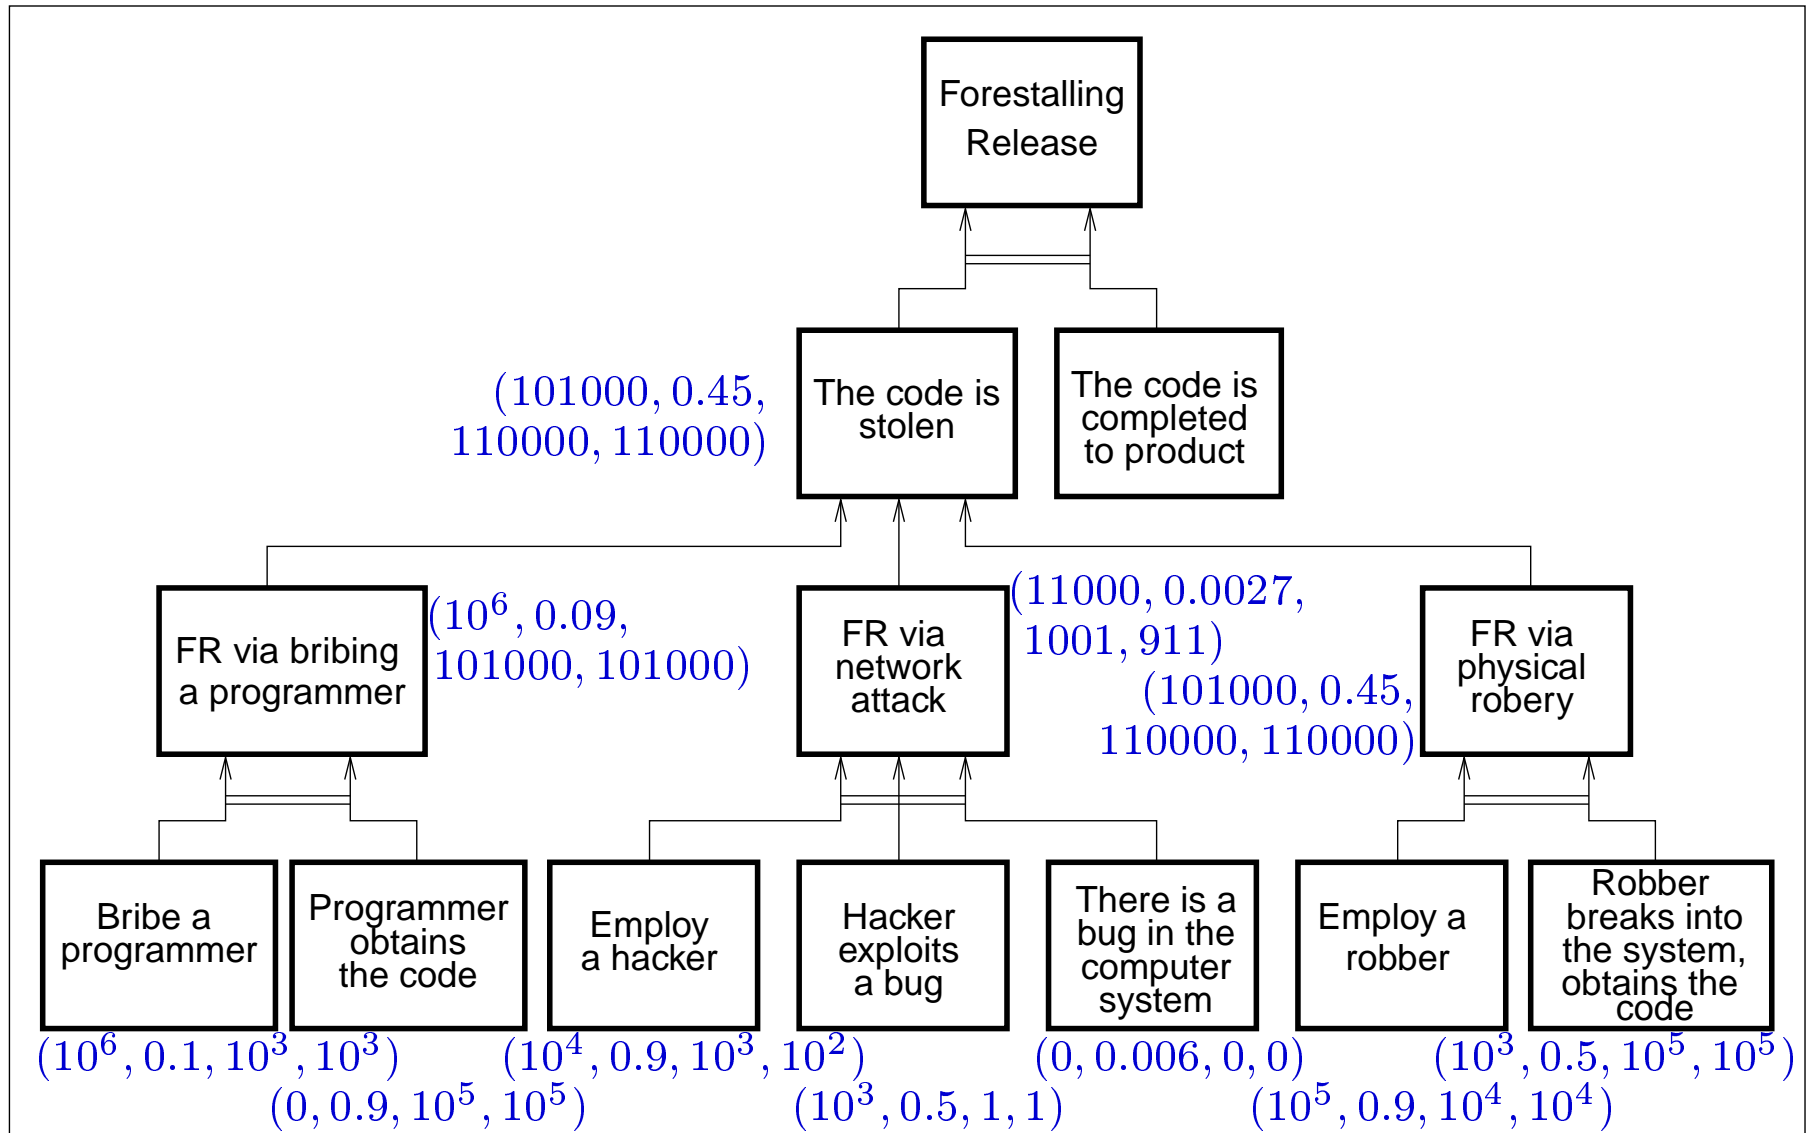 Forestalling
Release
(101000, 0.45,
110000, 110000)
The code is
stolen
The code is
completed
to product
FR via bribing
a programmer
(10^6, 0.09,
101000, 101000)
FR via
network
attack
(11000, 0.0027,
1001, 911)
(101000, 0.45,
110000, 110000)
FR via
physical
robery
Bribe a
programmer
Programmer
obtains
the code
Employ
a hacker
Hacker
exploits
a bug
There is a
bug in the
computer
system
Employ a
robber
Robber
breaks into
the system,
obtains the
code
(10^6, 0.1, 10^3, 10^3)
(0, 0.9, 10^5, 10^5)
(10^4, 0.9, 10^3, 10^2)
(10^3, 0.5, 1, 1)
(0, 0.006, 0, 0)
(10^5, 0.9, 10^4, 10^4)
(10^3, 0.5, 10^5, 10^5)